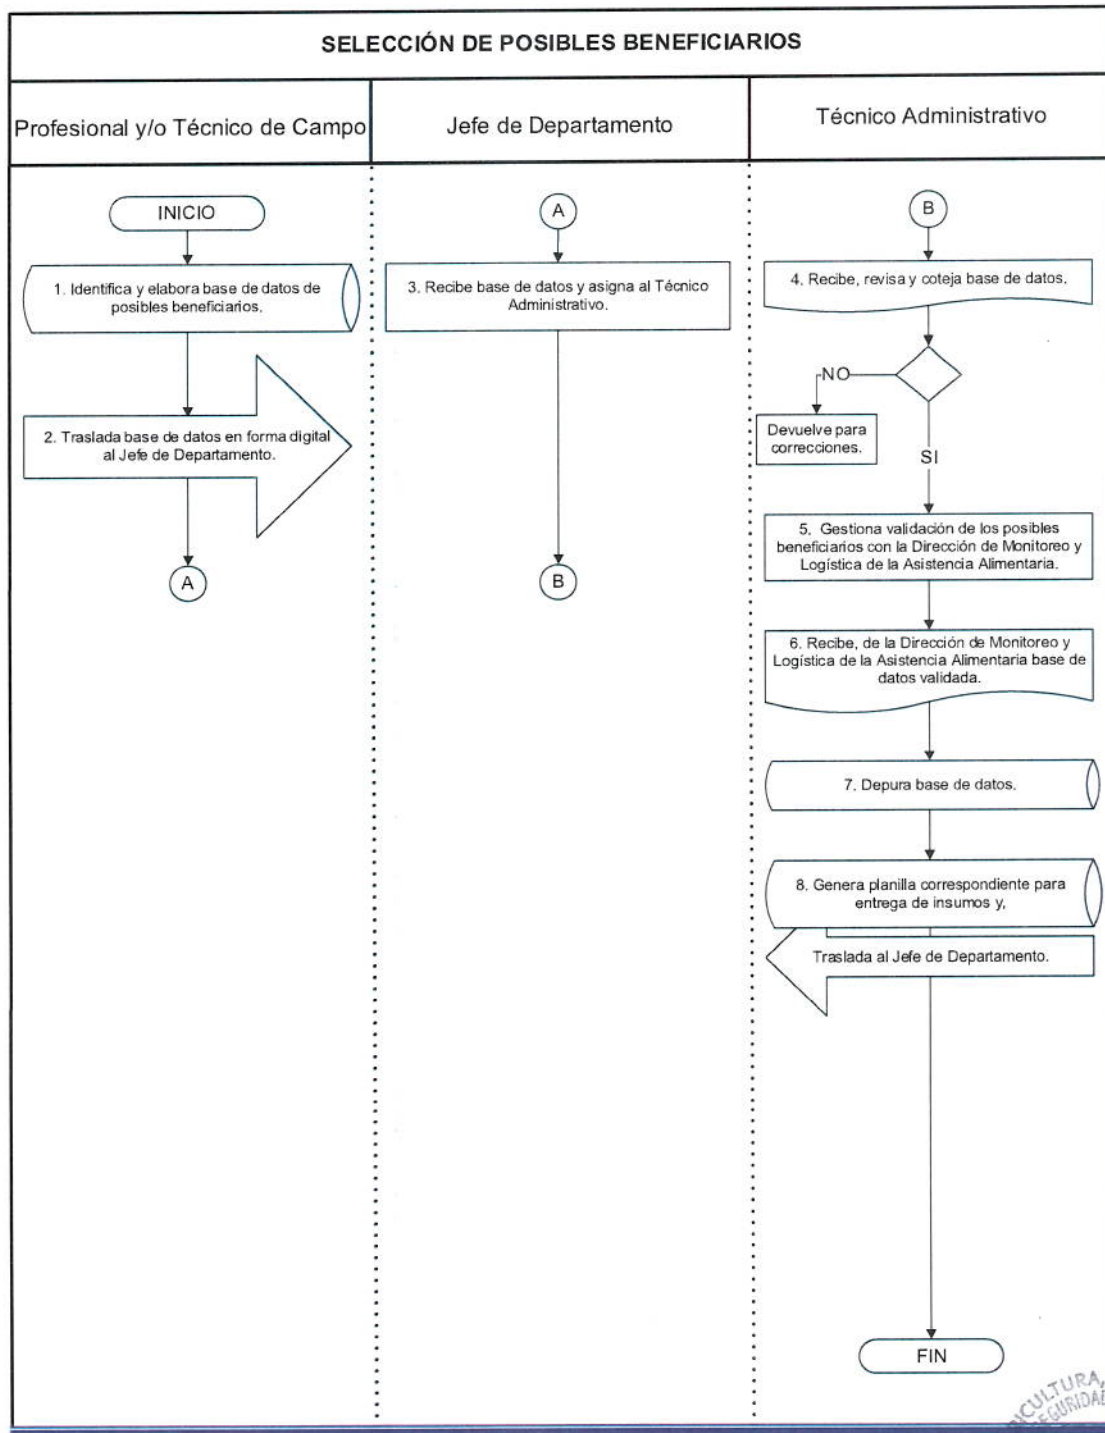 SELECCIÓN DE POSIBLES BENEFICIARIOS
Profesional y/o Técnico de Campo
Jefe de Departamento
Técnico Administrativo
INICIO
1. Identifica y elabora base de datos de
posibles beneficiarios.
2. Traslada base de datos en forma digital
al Jefe de Departamento.
A
A
3. Recibe base de datos y asigna al Técnico
Administrativo.
B
B
4. Recibe, revisa y coteja base de datos.
NO
Devuelve para
correcciones.
SI
5. Gestiona validación de los posibles
beneficiarios con la Dirección de Monitoreo y
Logística de la Asistencia Alimentaria.
6. Recibe, de la Dirección de Monitoreo y
Logística de la Asistencia Alimentaria base de
datos validada.
7. Depura base de datos.
8. Genera planilla correspondiente para
entrega de insumos y,
Traslada al Jefe de Departamento.
FIN